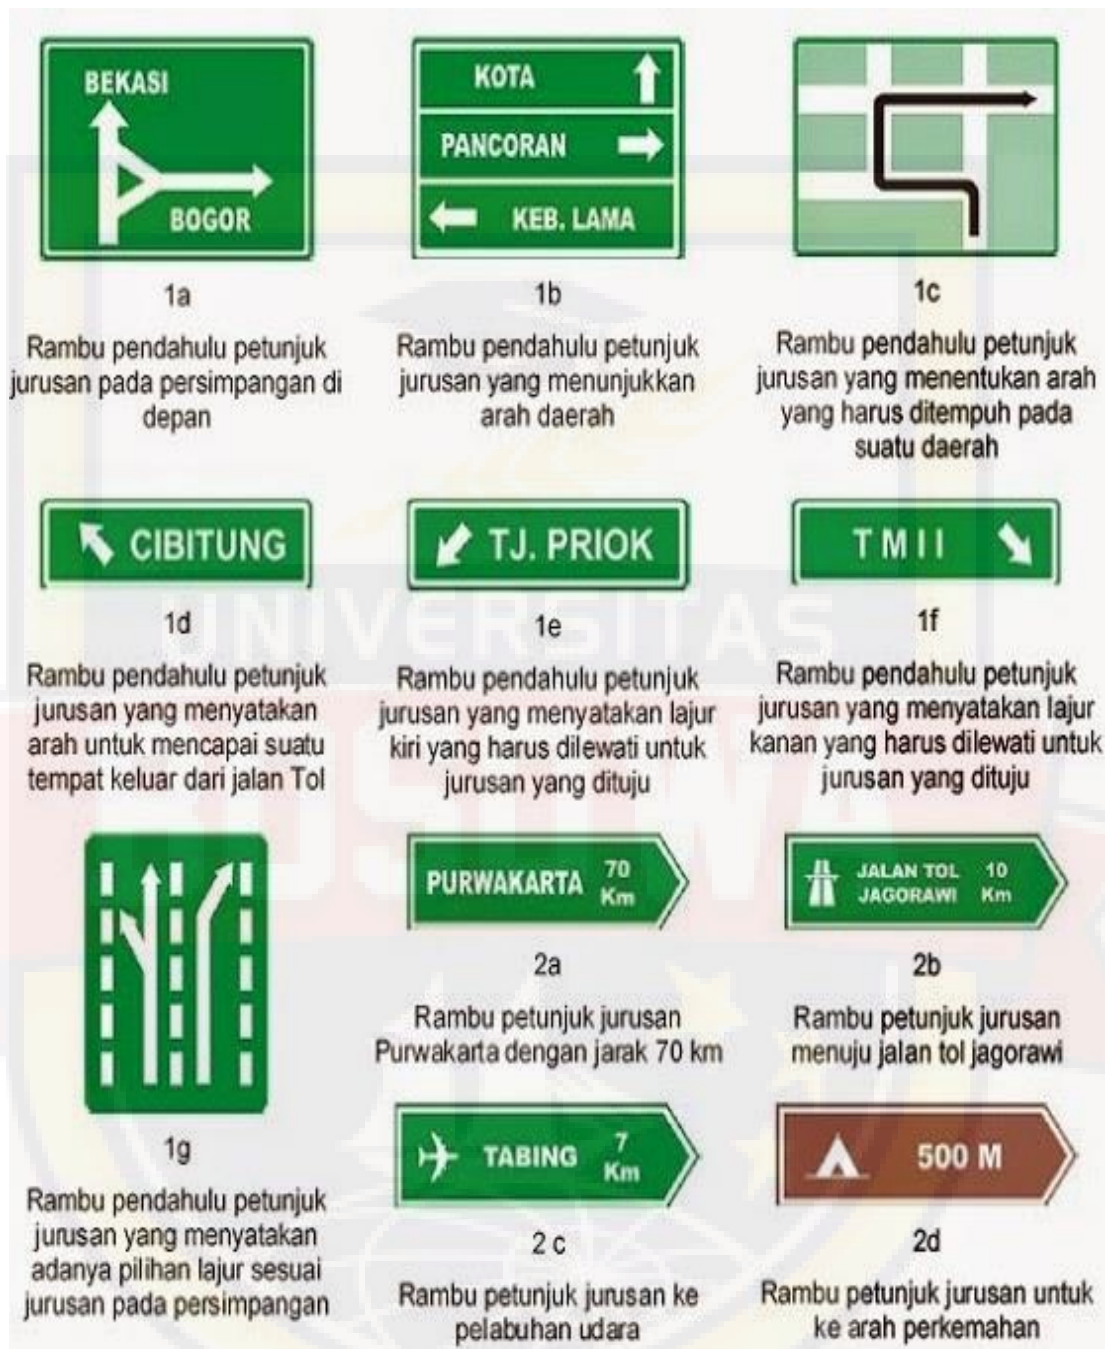 BEKASI
BOGOR
1a
Rambu pendahulu petunjuk
jurusan pada persimpangan di
depan
KOTA
PANCORAN
KEB. LAMA
1b
Rambu pendahulu petunjuk
jurusan yang menunjukkan
arah daerah
1c
Rambu pendahulu petunjuk
jurusan yang menentukan arah
yang harus ditempuh pada
suatu daerah
CIBITUNG
1d
Rambu pendahulu petunjuk
jurusan yang menyatakan
arah untuk mencapai suatu
tempat keluar dari jalan Tol
TJ. PRIOK
1e
Rambu pendahulu petunjuk
jurusan yang menyatakan lajur
kiri yang harus dilewati untuk
jurusan yang dituju
T M I I
1f
Rambu pendahulu petunjuk
jurusan yang menyatakan lajur
kanan yang harus dilewati untuk
jurusan yang dituju
UNIVERSITAS
BOSOWA
1g
Rambu pendahulu petunjuk
jurusan yang menyatakan
adanya pilihan lajur sesuai
jurusan pada persimpangan
PURWAKARTA 70
Km
2a
Rambu petunjuk jurusan
Purwakarta dengan jarak 70 km
JALAN TOL 10
JAGORAWI Km
2b
Rambu petunjuk jurusan
menuju jalan tol jagorawi
TABING 7
Km
2 c
Rambu petunjuk jurusan ke
pelabuhan udara
500 M
2d
Rambu petunjuk jurusan untuk
ke arah perkemahan